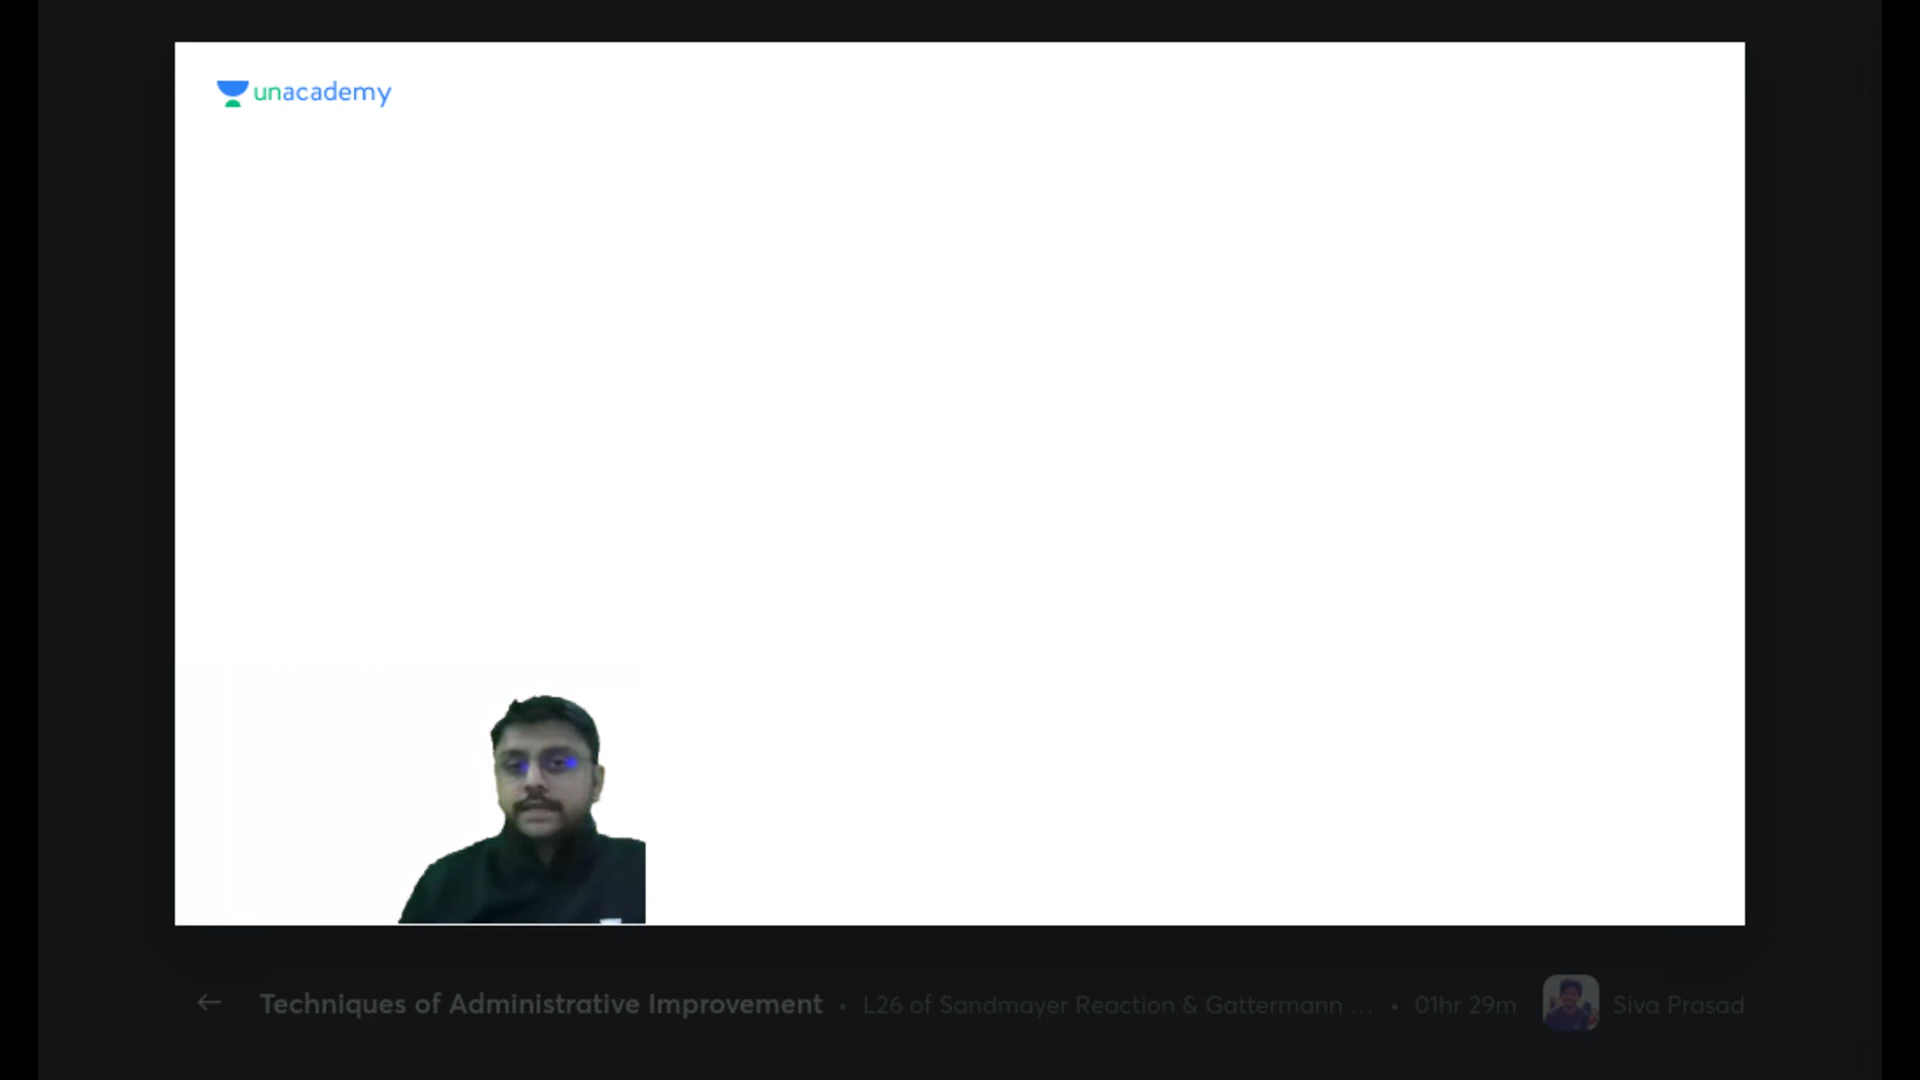 unacademy
Techniques of Administrative Improvement • L26 of Sandmayer Reaction & Gattermann ... • 01hr 29m Siva Prasad